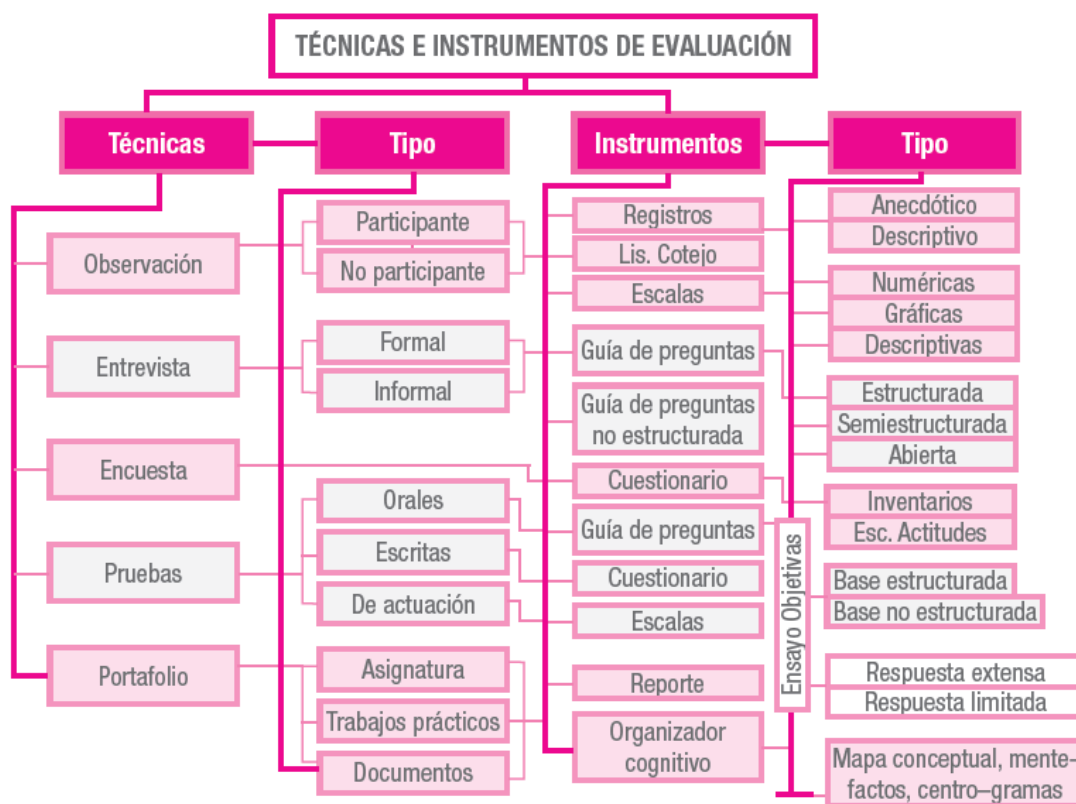 TÉCNICAS E INSTRUMENTOS DE EVALUACIÓN
Técnicas
Tipo
Instrumentos
Tipo
Observación
Entrevista
Encuesta
Pruebas
Portafolio
Participante
No participante
Formal
Informal
Orales
Escritas
De actuación
Asignatura
Trabajos prácticos
Documentos
Registros
Lis. Cotejo
Escalas
Guía de preguntas
Guía de preguntas
no estructurada
Cuestionario
Guía de preguntas
Cuestionario
Escalas
Reporte
Organizador
cognitivo
Ensayo Objetivas
Anecdótico
Descriptivo
Numéricas
Gráficas
Descriptivas
Estructurada
Semiestructurada
Abierta
Inventarios
Esc. Actitudes
Base estructurada
Base no estructurada
Respuesta extensa
Respuesta limitada
Mapa conceptual, mente-
factos, centro–gramas